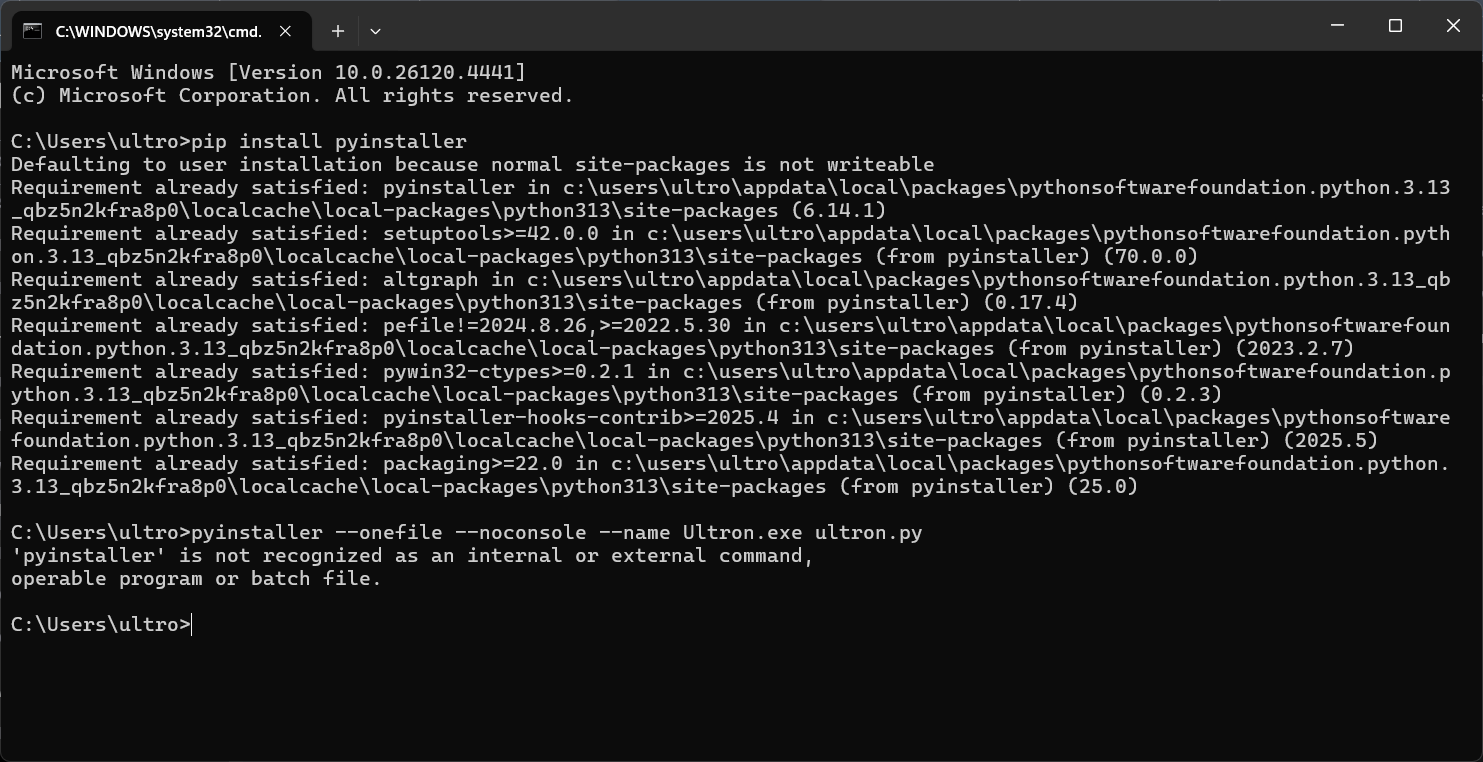 C:\WINDOWS\system32\cmd.
Microsoft Windows [Version 10.0.26120.4441]
(c) Microsoft Corporation. All rights reserved.
C:\Users\ultro>pip install pyinstaller
Defaulting to user installation because normal site-packages is not writeable
Requirement already satisfied: pyinstaller in c:\users\ultro\appdata\local\packages\pythonsoftwarefoundation.python.3.13
_qbz5n2kfra8p0\localcache\local-packages\python313\site-packages (6.14.1)
Requirement already satisfied: setuptools>=42.0.0 in c:\users\ultro\appdata\local\packages\pythonsoftwarefoundation.pyth
on.3.13_qbz5n2kfra8p0\localcache\local-packages\python313\site-packages (from pyinstaller) (70.0.0)
Requirement already satisfied: altgraph in c:\users\ultro\appdata\local\packages\pythonsoftwarefoundation.python.3.13_qb
z5n2kfra8p0\localcache\local-packages\python313\site-packages (from pyinstaller) (0.17.4)
Requirement already satisfied: pefile!=2024.8.26,>=2022.5.30 in c:\users\ultro\appdata\local\packages\pythonsoftwarefoun
dation.python.3.13_qbz5n2kfra8p0\localcache\local-packages\python313\site-packages (from pyinstaller) (2023.2.7)
Requirement already satisfied: pywin32-ctypes>=0.2.1 in c:\users\ultro\appdata\local\packages\pythonsoftwarefoundation.p
ython.3.13_qbz5n2kfra8p0\localcache\local-packages\python313\site-packages (from pyinstaller) (0.2.3)
Requirement already satisfied: pyinstaller-hooks-contrib>=2025.4 in c:\users\ultro\appdata\local\packages\pythonsoftware
foundation.python.3.13_qbz5n2kfra8p0\localcache\local-packages\python313\site-packages (from pyinstaller) (2025.5)
Requirement already satisfied: packaging>=22.0 in c:\users\ultro\appdata\local\packages\pythonsoftwarefoundation.python.
3.13_qbz5n2kfra8p0\localcache\local-packages\python313\site-packages (from pyinstaller) (25.0)
C:\Users\ultro>pyinstaller --onefile --noconsole --name Ultron.exe ultron.py
'pyinstaller' is not recognized as an internal or external command,
operable program or batch file.
C:\Users\ultro>